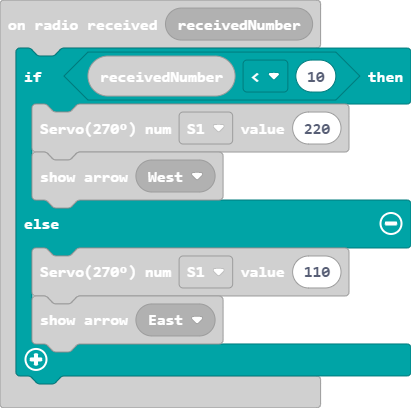 on radio received receivedNumber
if receivedNumber < 10 then
Servo(270º) num S1 value 220
show arrow West
else
Servo(270º) num S1 value 110
show arrow East